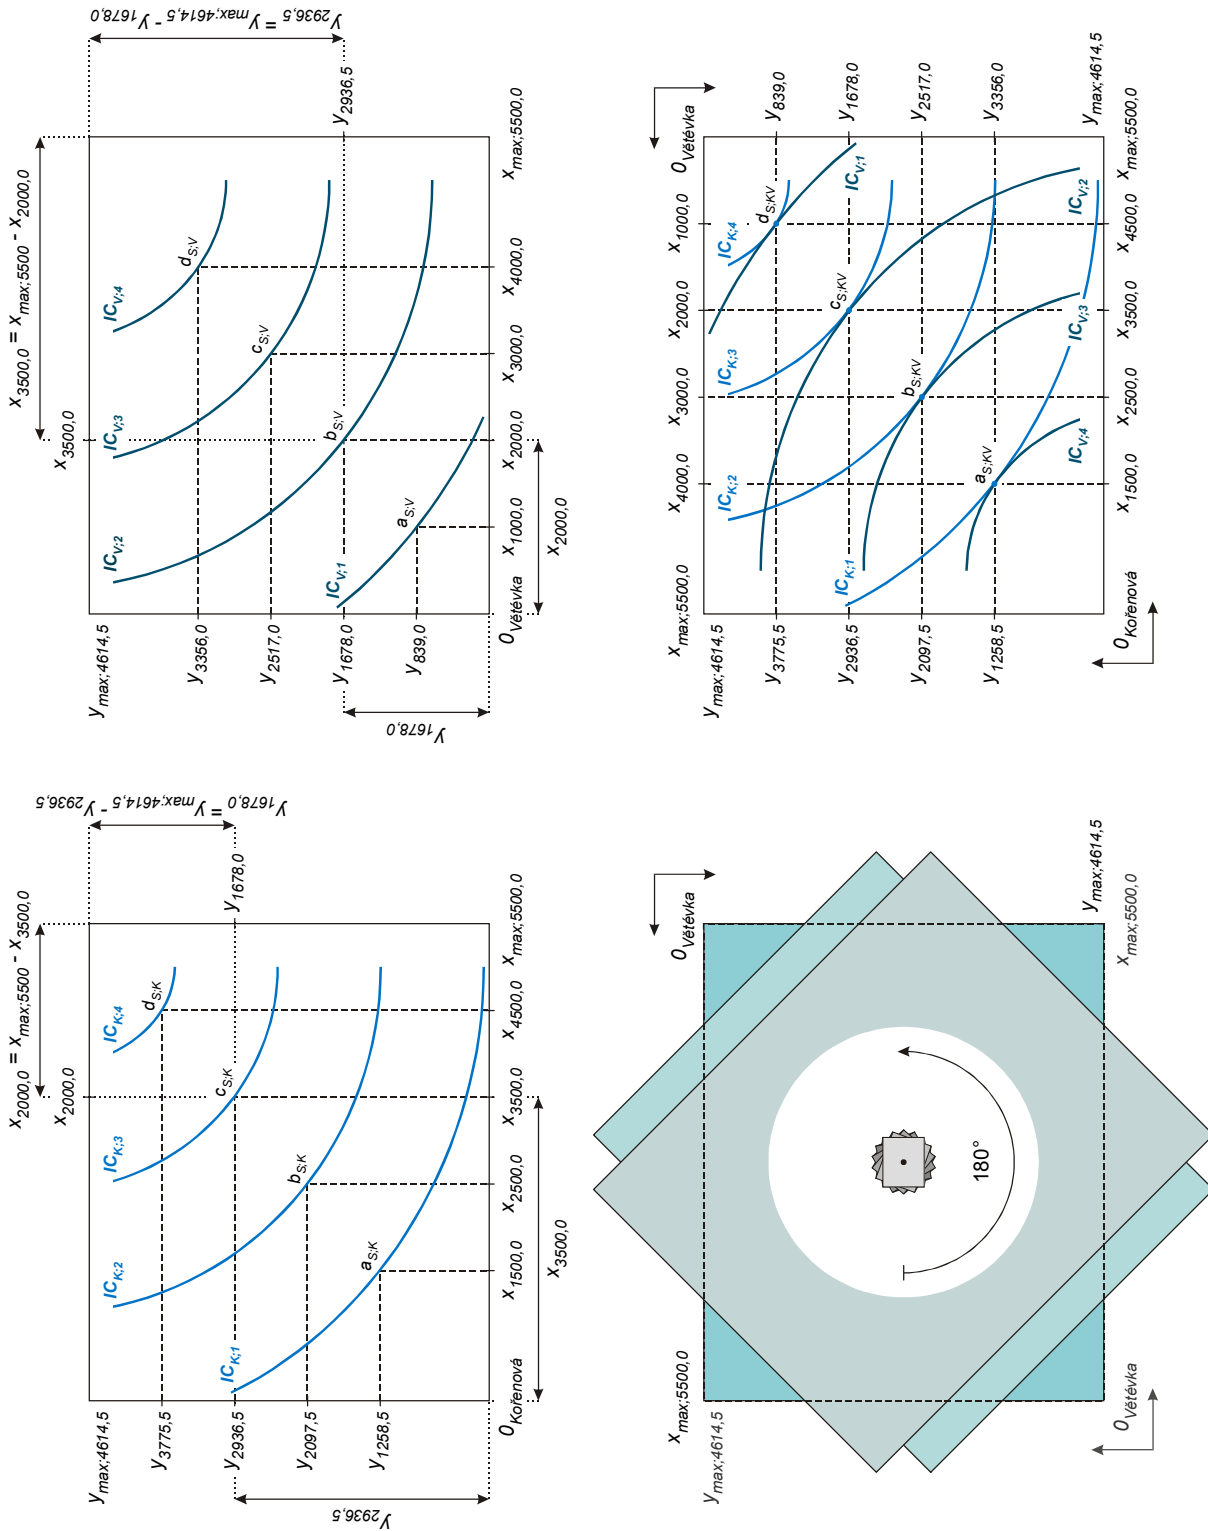 x2000,0 = xmax;5500 - x3500,0
x2000,0
ymax;4614,5
y3775,5
y2936,5
y2097,5
y1258,5
y2936,5
ICK;1
ICK;2
ICK;3
ICK;4
aS;K
bS;K
cS;K
dS;K
y1678,0
y1678,0 = ymax;4614,5 - y2936,5
0Kořenová
x1500,0
x2500,0
x3500,0
x4500,0
xmax;5500,0
x3500,0
x3500,0 = xmax;5500 - x2000,0
x3500,0
ymax;4614,5
y3356,0
y2517,0
y1678,0
y839,0
y1678,0
ICV;1
ICV;2
ICV;3
ICV;4
aS;V
bS;V
cS;V
dS;V
y2936,5
y2936,5 = ymax;4614,5 - y1678,0
0Větévka
x1000,0
x2000,0
x3000,0
x4000,0
xmax;5500,0
x2000,0
xmax;5500,0
0Větévka
ymax;4614,5
180°
ymax;4614,5
0Větévka
xmax;5500,0
xmax;5500,0
x4000,0
x3000,0
x2000,0
x1000,0
0Větévka
ymax;4614,5
y3775,5
y2936,5
y2097,5
y1258,5
ICK;1
ICK;2
ICK;3
ICK;4
aS;KV
bS;KV
cS;KV
dS;KV
ICV;1
ICV;2
ICV;3
ICV;4
y839,0
y1678,0
y2517,0
y3356,0
ymax;4614,5
0Kořenová
x1500,0
x2500,0
x3500,0
x4500,0
xmax;5500,0